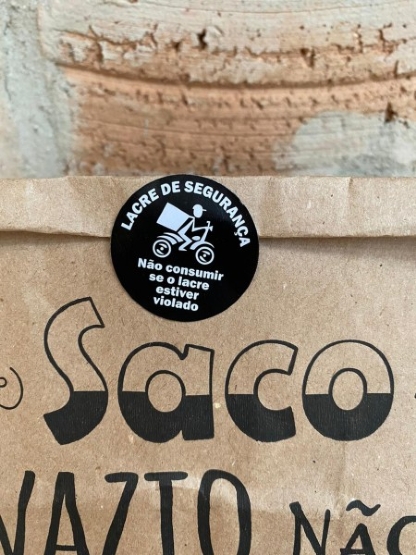 LACRE DE SEGURANÇA
Não consumir
se o lacre
estiver
violado
Saco
VAZIO NÃO